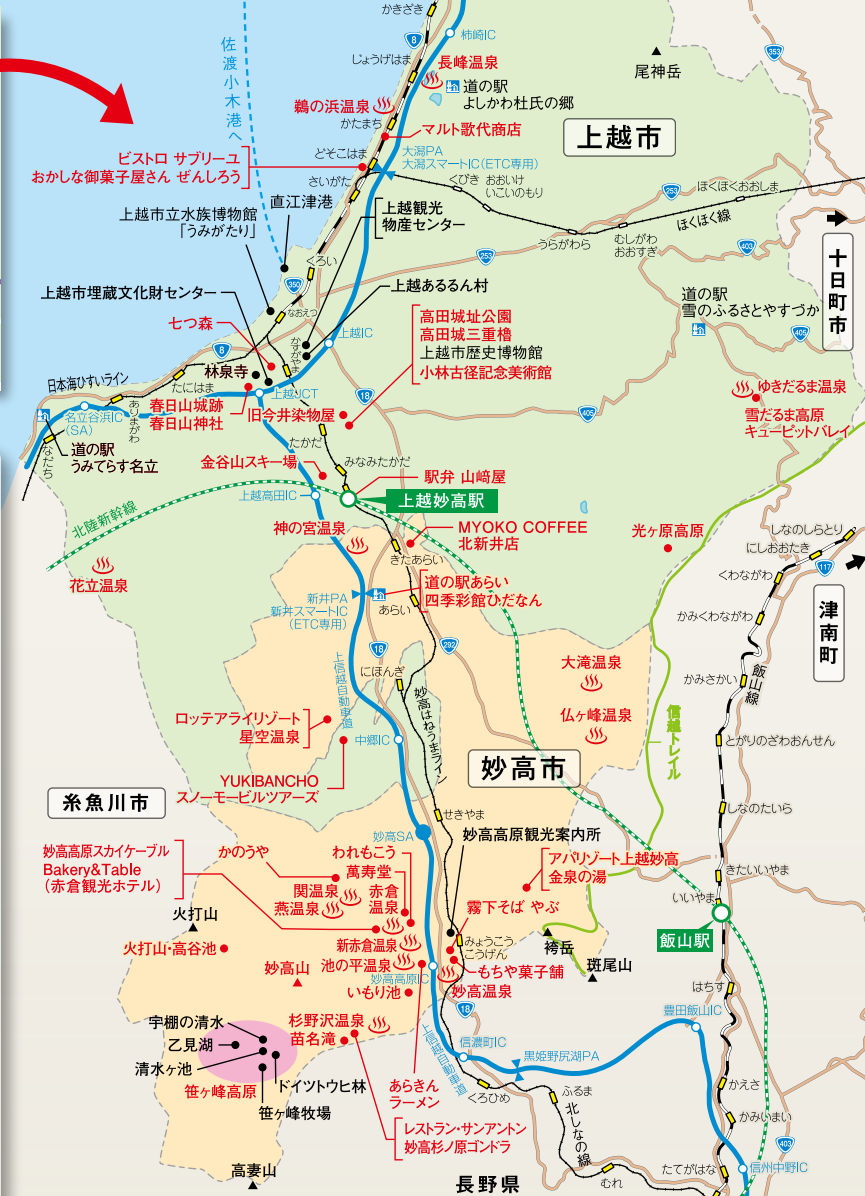 かきざき
8
柿崎IC
353
佐渡小木港へ
じょうげはま
長峰温泉
尾神岳
道の駅
よしかわ杜氏の郷
鵜の浜温泉
かたまち
マルト歌代商店
上越市
どそこはま
大潟PA
大潟スマートIC(ETC専用)
ビストロ サブリーユ
おかしな御菓子屋さん ぜんしろう
さいがた
くびき
おおいけ
いこいのもり
253
ほくほくおおしま
ほくほく線
直江津港
上越市立水族博物館
「うみがたり」
上越観光
物産センター
うらがわら
むしがわ
おおすぎ
403
十日町市
くろい
253
350
上越市埋蔵文化財センター
上越あるるん村
道の駅
雪のふるさとやすづか
なおえつ
高田城址公園
高田城三重櫓
上越市歴史博物館
小林古径記念美術館
七つ森
上越IC
かすがやま
405
8
林泉寺
日本海ひすいライン
たにはま
上越JCT
18
ゆきだるま温泉
春日山城跡
春日山神社
旧今井染物屋
405
雪だるま高原
キューピットバレイ
名立谷浜IC
(SA)
ありまがわ
なだち
道の駅
うみてらす名立
たかだ
金谷山スキー場
みなみたかだ
駅弁 山﨑屋
上越高田IC
上越妙高駅
北陸新幹線
神の宮温泉
MYOKO COFFEE
北新井店
光ヶ原高原
しなのしらとり
にしおおたき
きたあらい
花立温泉
117
くわながわ
新井PA
新井スマートIC
(ETC専用)
道の駅あらい
四季彩館ひだなん
あらい
津南町
かみくわながわ
292
18
にほんぎ
大滝温泉
飯山線
かみさかい
上信越自動車道
妙高はねうまライン
仏ヶ峰温泉
信越トレイル
ロッテアライリゾート
星空温泉
中郷IC
とがりのざわおんせん
妙高市
YUKIBANCHO
スノーモービルツアーズ
糸魚川市
しなのたいら
せきやま
妙高SA
妙高高原観光案内所
妙高高原スカイケーブル
Bakery&Table
(赤倉観光ホテル)
かのうや
われもこう
萬寿堂
アパリゾート上越妙高
金泉の湯
きたいいやま
関温泉
燕温泉
赤倉
温泉
いいやま
霧下そば やぶ
火打山
新赤倉温泉
みょうこう
こうげん
袴岳
飯山駅
火打山・高谷池
妙高山
池の平温泉
妙高高原IC
もちや菓子舗
斑尾山
いもり池
妙高温泉
はちす
18
豊田飯山IC
杉野沢温泉
苗名滝
宇棚の清水
乙見湖
清水ヶ池
上信越自動車道
信濃町IC
黒姫野尻湖PA
笹ヶ峰高原
ドイツトウヒ林
あらきん
ラーメン
くろひめ
ふるま
かえさ
笹ヶ峰牧場
北しなの線
かみいまい
レストラン・サンアントン
妙高杉ノ原ゴンドラ
403
高妻山
長野県
むれ
たてがはな
信州中野IC